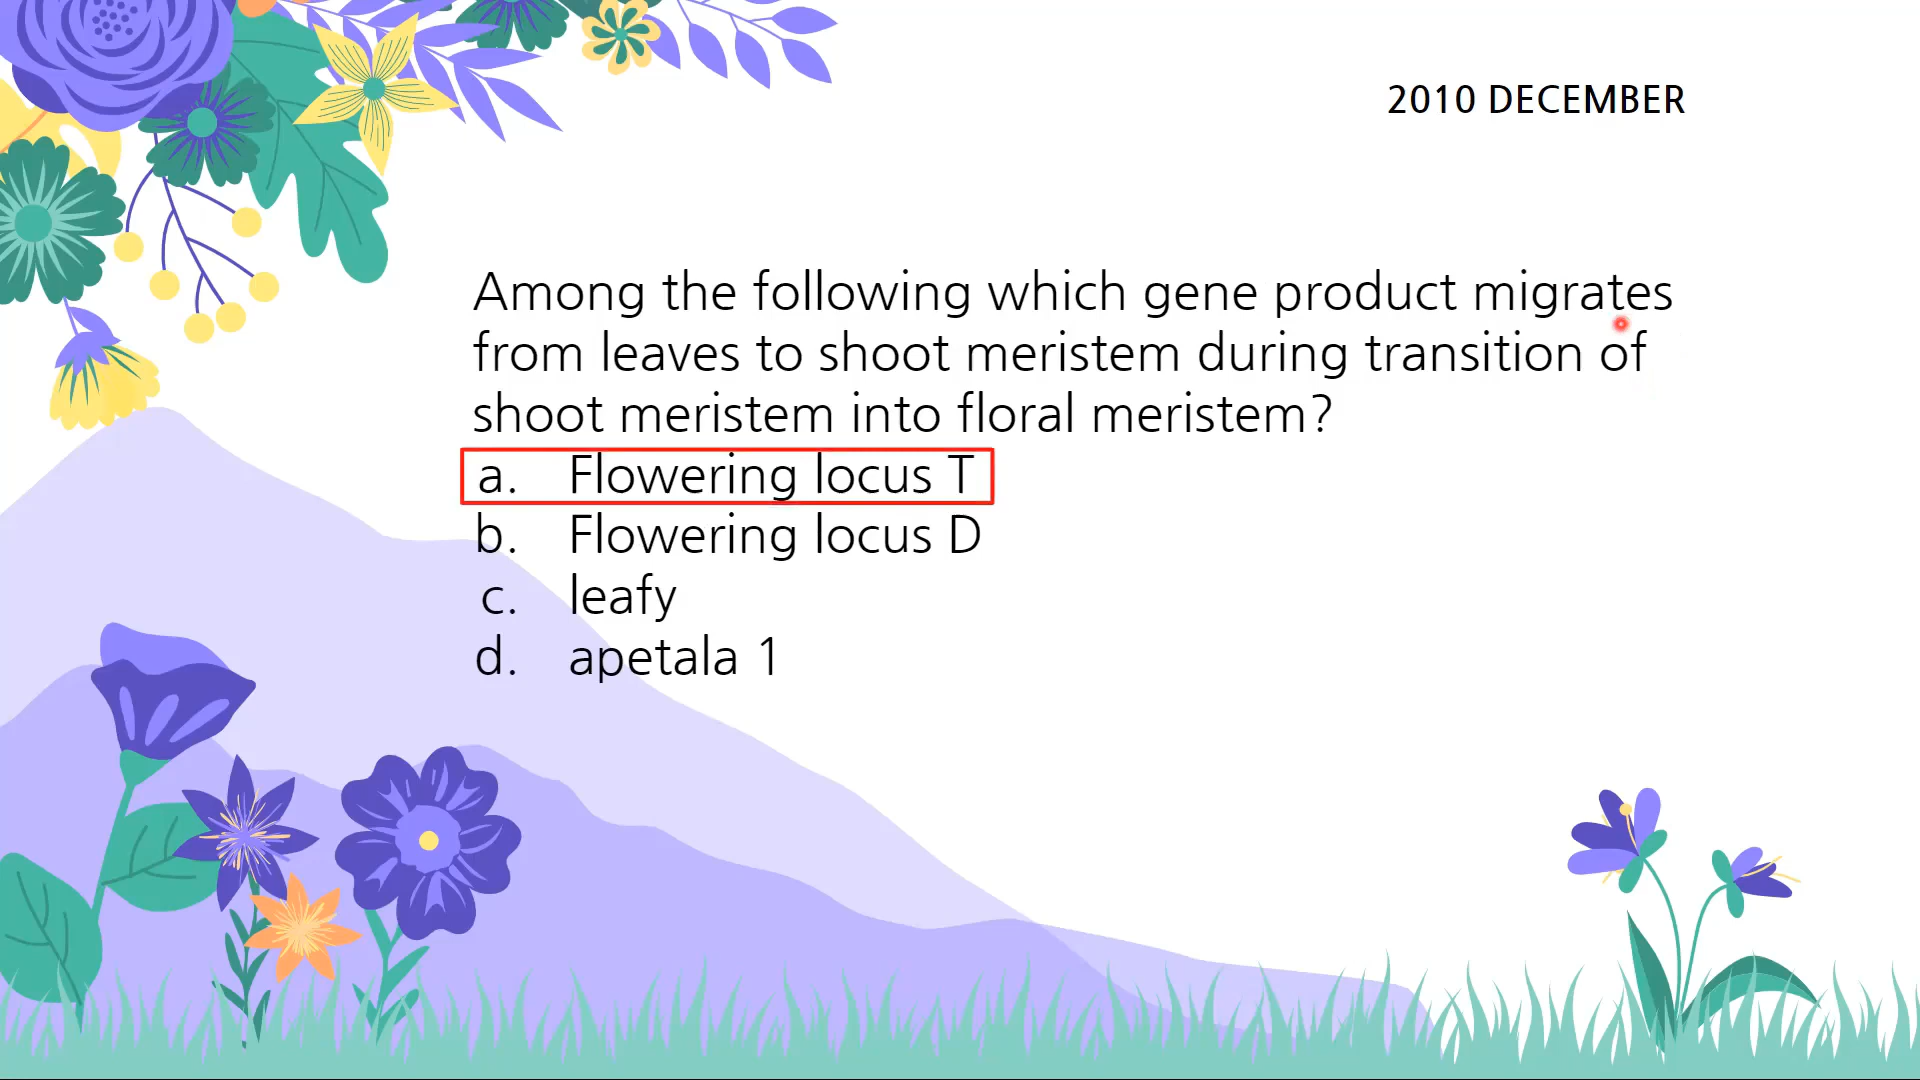 2010 DECEMBER
Among the following which gene product migrates
from leaves to shoot meristem during transition of
shoot meristem into floral meristem?
a. Flowering locus T
b. Flowering locus D
c. leafy
d. apetala 1